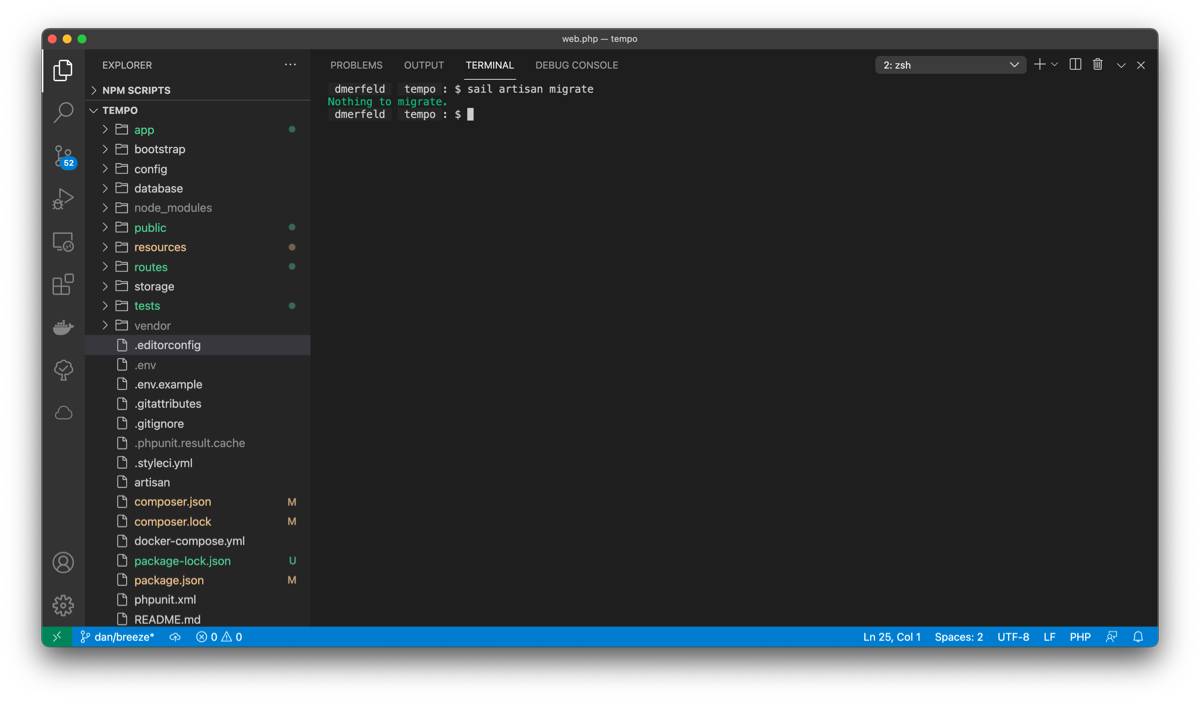 web.php — tempo
EXPLORER
NPM SCRIPTS
TEMPO
app
bootstrap
config
database
node_modules
public
resources
routes
storage
tests
vendor
.editorconfig
.env
.env.example
.gitattributes
.gitignore
.phpunit.result.cache
.styleci.yml
artisan
composer.json M
composer.lock M
docker-compose.yml
package-lock.json U
package.json M
phpunit.xml
README.md
52
PROBLEMS OUTPUT TERMINAL DEBUG CONSOLE 2: zsh
dmerfeld tempo : $ sail artisan migrate
Nothing to migrate.
dmerfeld tempo : $
dan/breeze* 0 0 Ln 25, Col 1 Spaces: 2 UTF-8 LF PHP